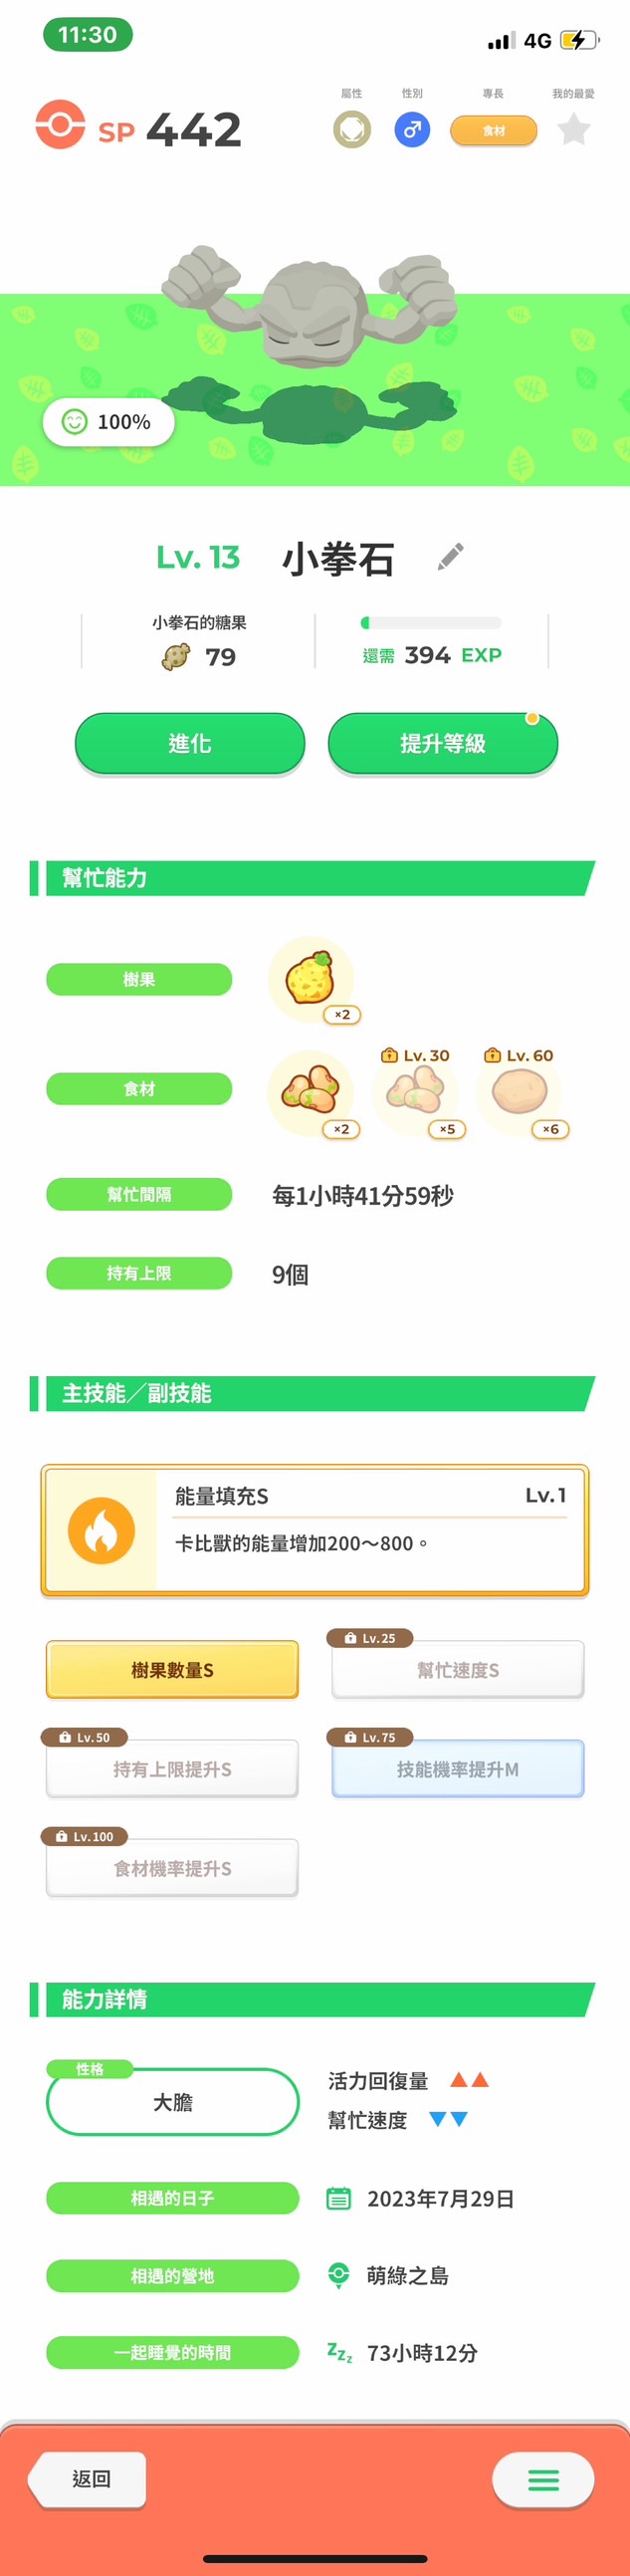 11:30
4G
屬性
性別
專長
我的最愛
SP 442
食材
100%
Lv. 13 小拳石
小拳石的糖果
79
還需 394 EXP
進化
提升等級
幫忙能力
樹果
×2
Lv. 30
Lv. 60
食材
×2
×5
×6
幫忙間隔
每1小時41分59秒
持有上限
9個
主技能／副技能
能量填充S
Lv.1
卡比獸的能量增加200～800。
樹果數量S
Lv.25
幫忙速度S
Lv.50
持有上限提升S
Lv.75
技能機率提升M
Lv.100
食材機率提升S
能力詳情
性格
大膽
活力回復量 ▲▲
幫忙速度 ▼▼
相遇的日子
2023年7月29日
相遇的營地
萌綠之島
一起睡覺的時間
zzz 73小時12分
返回